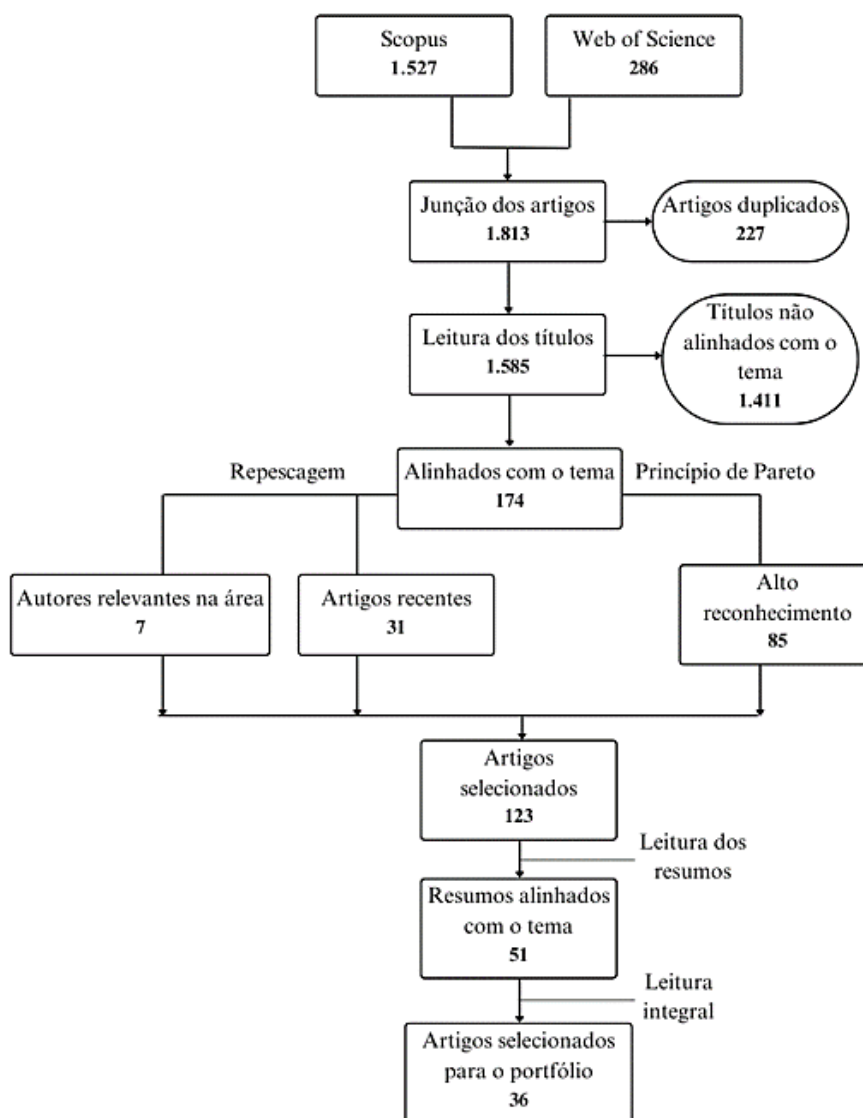 Scopus
1.527
Web of Science
286
Junção dos artigos
1.813
Artigos duplicados
227
Leitura dos títulos
1.585
Títulos não
alinhados com o
tema
1.411
Repescagem
Alinhados com o tema
174
Princípio de Pareto
Autores relevantes na área
7
Artigos recentes
31
Alto
reconhecimento
85
Artigos
selecionados
123
Leitura dos
resumos
Resumos alinhados
com o tema
51
Leitura
integral
Artigos selecionados
para o portfólio
36